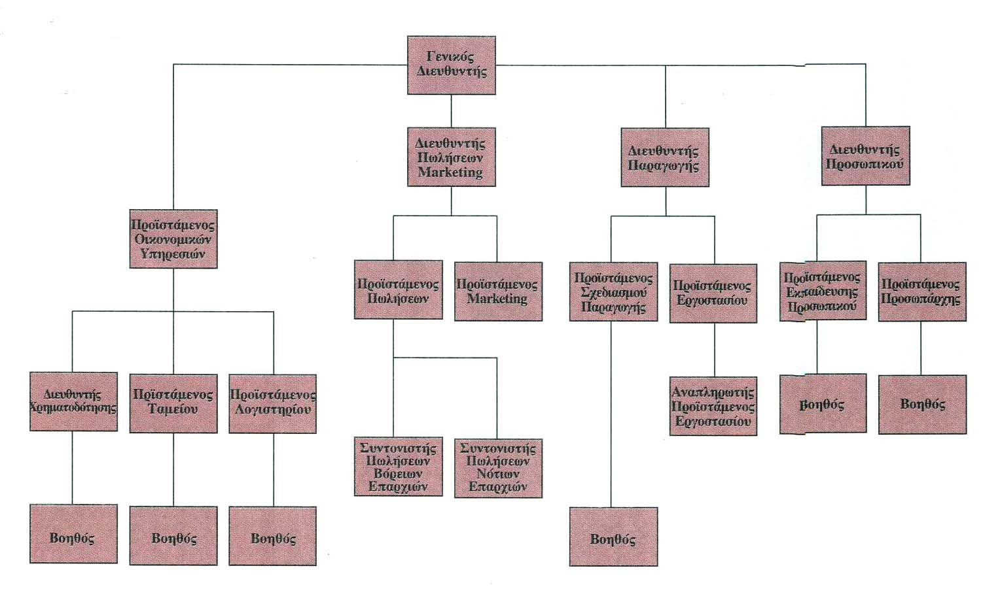 Γενικός
Διευθυντής
Διευθυντής
Πωλήσεων
Marketing
Διευθυντής
Παραγωγής
Διευθυντής
Προσωπικού
Προϊστάμενος
Οικονομικών
Υπηρεσιών
Προϊστάμενος
Πωλήσεων
Προϊστάμενος
Marketing
Προϊστάμενος
Σχεδιασμού
Παραγωγής
Προϊστάμενος
Εργοστασίου
Προϊστάμενος
Εκπαίδευσης
Προσωπικού
Προϊστάμενος
Προσωπάρχης
Διευθυντής
Χρηματοδότησης
Πρϊστάμενος
Ταμείου
Προϊστάμενος
Λογιστηρίου
Αναπληρωτής
Προϊστάμενος
Εργοστασίου
Βοηθός
Βοηθός
Συντονιστής
Πωλήσεων
Βόρειων
Επαρχιών
Συντονιστής
Πωλήσεων
Νότιων
Επαρχιών
Βοηθός
Βοηθός
Βοηθός
Βοηθός